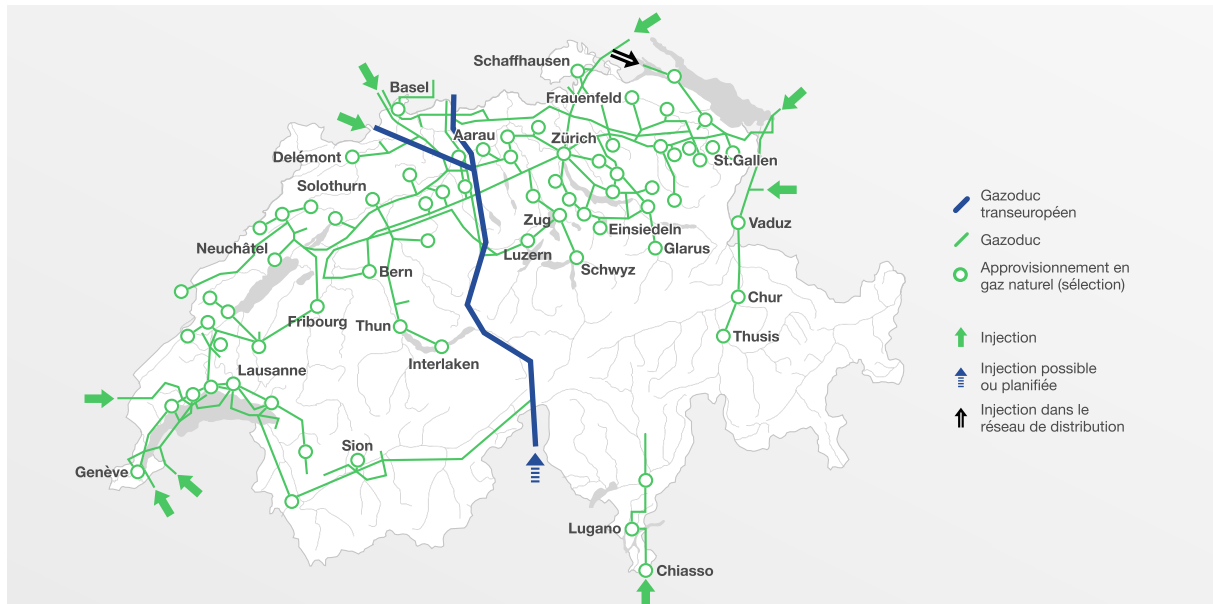 Schaffhausen
Basel
Frauenfeld
Aarau
Zürich
Delémont
St.Gallen
Solothurn
Zug
Einsiedeln
Vaduz
Neuchâtel
Luzern
Glarus
Schwyz
Bern
Chur
Fribourg
Thun
Thusis
Interlaken
Lausanne
Sion
Genève
Lugano
Chiasso
Gazoduc
transeuropéen
Gazoduc
Approvisionnement en
gaz naturel (sélection)
Injection
Injection possible
ou planifiée
Injection dans le
réseau de distribution